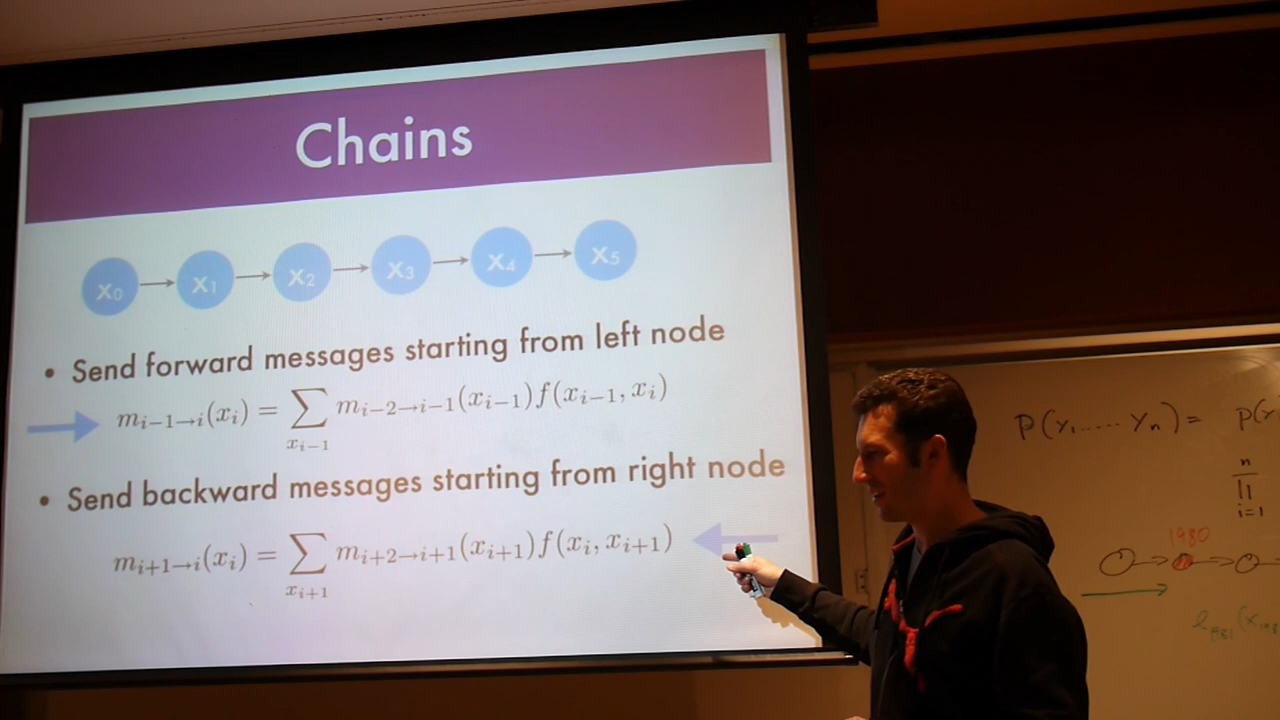 Chains
x₀ → x₁ → x₂ → x₃ → x₄ → x₅
• Send forward messages starting from left node
m_{i−1→i}(x_i) = ∑_{x_{i−1}} m_{i−2→i−1}(x_{i−1}) f(x_{i−1}, x_i)
• Send backward messages starting from right node
m_{i+1→i}(x_i) = ∑_{x_{i+1}} m_{i+2→i+1}(x_{i+1}) f(x_i, x_{i+1})
P(Y₁ ..... Yₙ) = P(Y
n
∏
i=1
1980